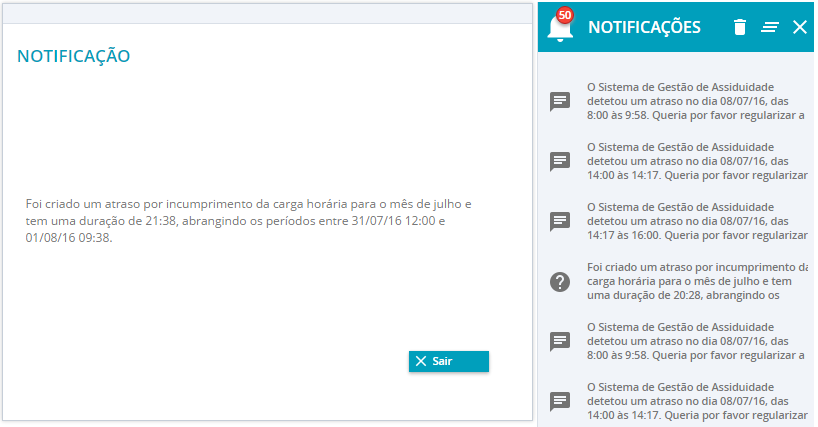 NOTIFICAÇÃO
Foi criado um atraso por incumprimento da carga horária para o mês de julho e
tem uma duração de 21:38, abrangindo os períodos entre 31/07/16 12:00 e
01/08/16 09:38.
Sair
50
NOTIFICAÇÕES
O Sistema de Gestão de Assiduidade
detetou um atraso no dia 08/07/16, das
8:00 às 9:58. Queria por favor regularizar a
O Sistema de Gestão de Assiduidade
detetou um atraso no dia 08/07/16, das
14:00 às 14:17. Queria por favor regularizar
O Sistema de Gestão de Assiduidade
detetou um atraso no dia 08/07/16, das
14:17 às 16:00. Queria por favor regularizar
Foi criado um atraso por incumprimento da
carga horária para o mês de julho e tem
uma duração de 20:28, abrangindo os
O Sistema de Gestão de Assiduidade
detetou um atraso no dia 08/07/16, das
8:00 às 9:58. Queria por favor regularizar a
O Sistema de Gestão de Assiduidade
detetou um atraso no dia 08/07/16, das
14:00 às 14:17. Queria por favor regularizar